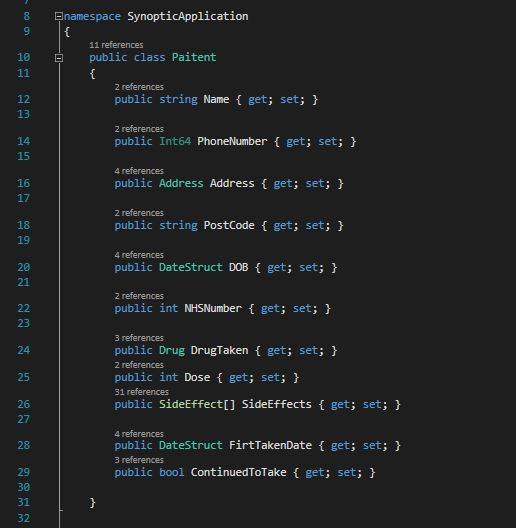 8 namespace SynopticApplication
9 {
11 references
10 public class Paitent
11 {
2 references
12 public string Name { get; set; }
13
2 references
14 public Int64 PhoneNumber { get; set; }
15
4 references
16 public Address Address { get; set; }
17
2 references
18 public string PostCode { get; set; }
19
4 references
20 public DateStruct DOB { get; set; }
21
2 references
22 public int NHSNumber { get; set; }
23
3 references
24 public Drug DrugTaken { get; set; }
2 references
25 public int Dose { get; set; }
31 references
26 public SideEffect[] SideEffects { get; set; }
27
4 references
28 public DateStruct FirtTakenDate { get; set; }
3 references
29 public bool ContinuedToTake { get; set; }
30
31 }
32